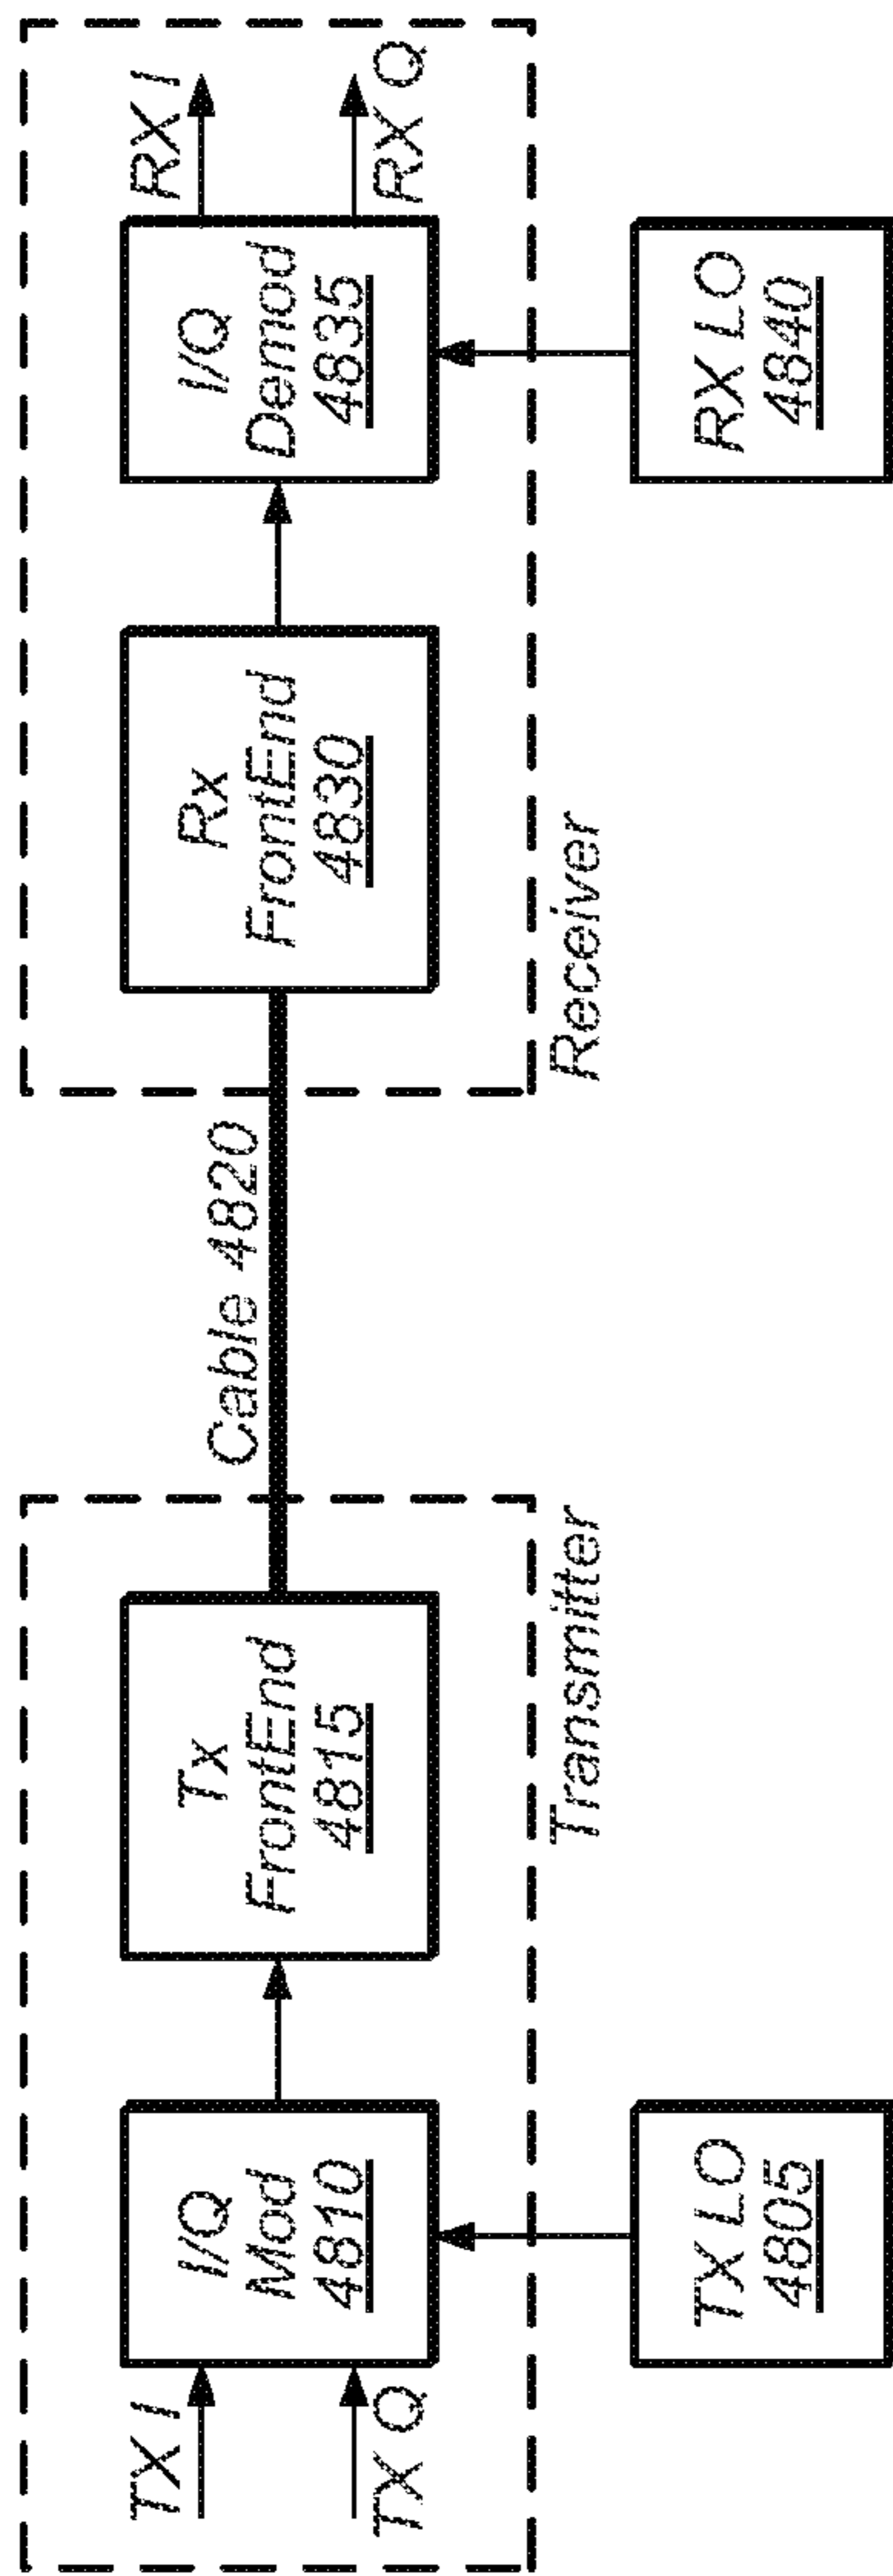 TX I
TX Q
I/Q
Mod
4810
Tx
FrontEnd
4815
Cable 4820
Rx
FrontEnd
4830
I/Q
Demod
4835
RX I
RX Q
Transmitter
Receiver
TX LO
4805
RX LO
4840